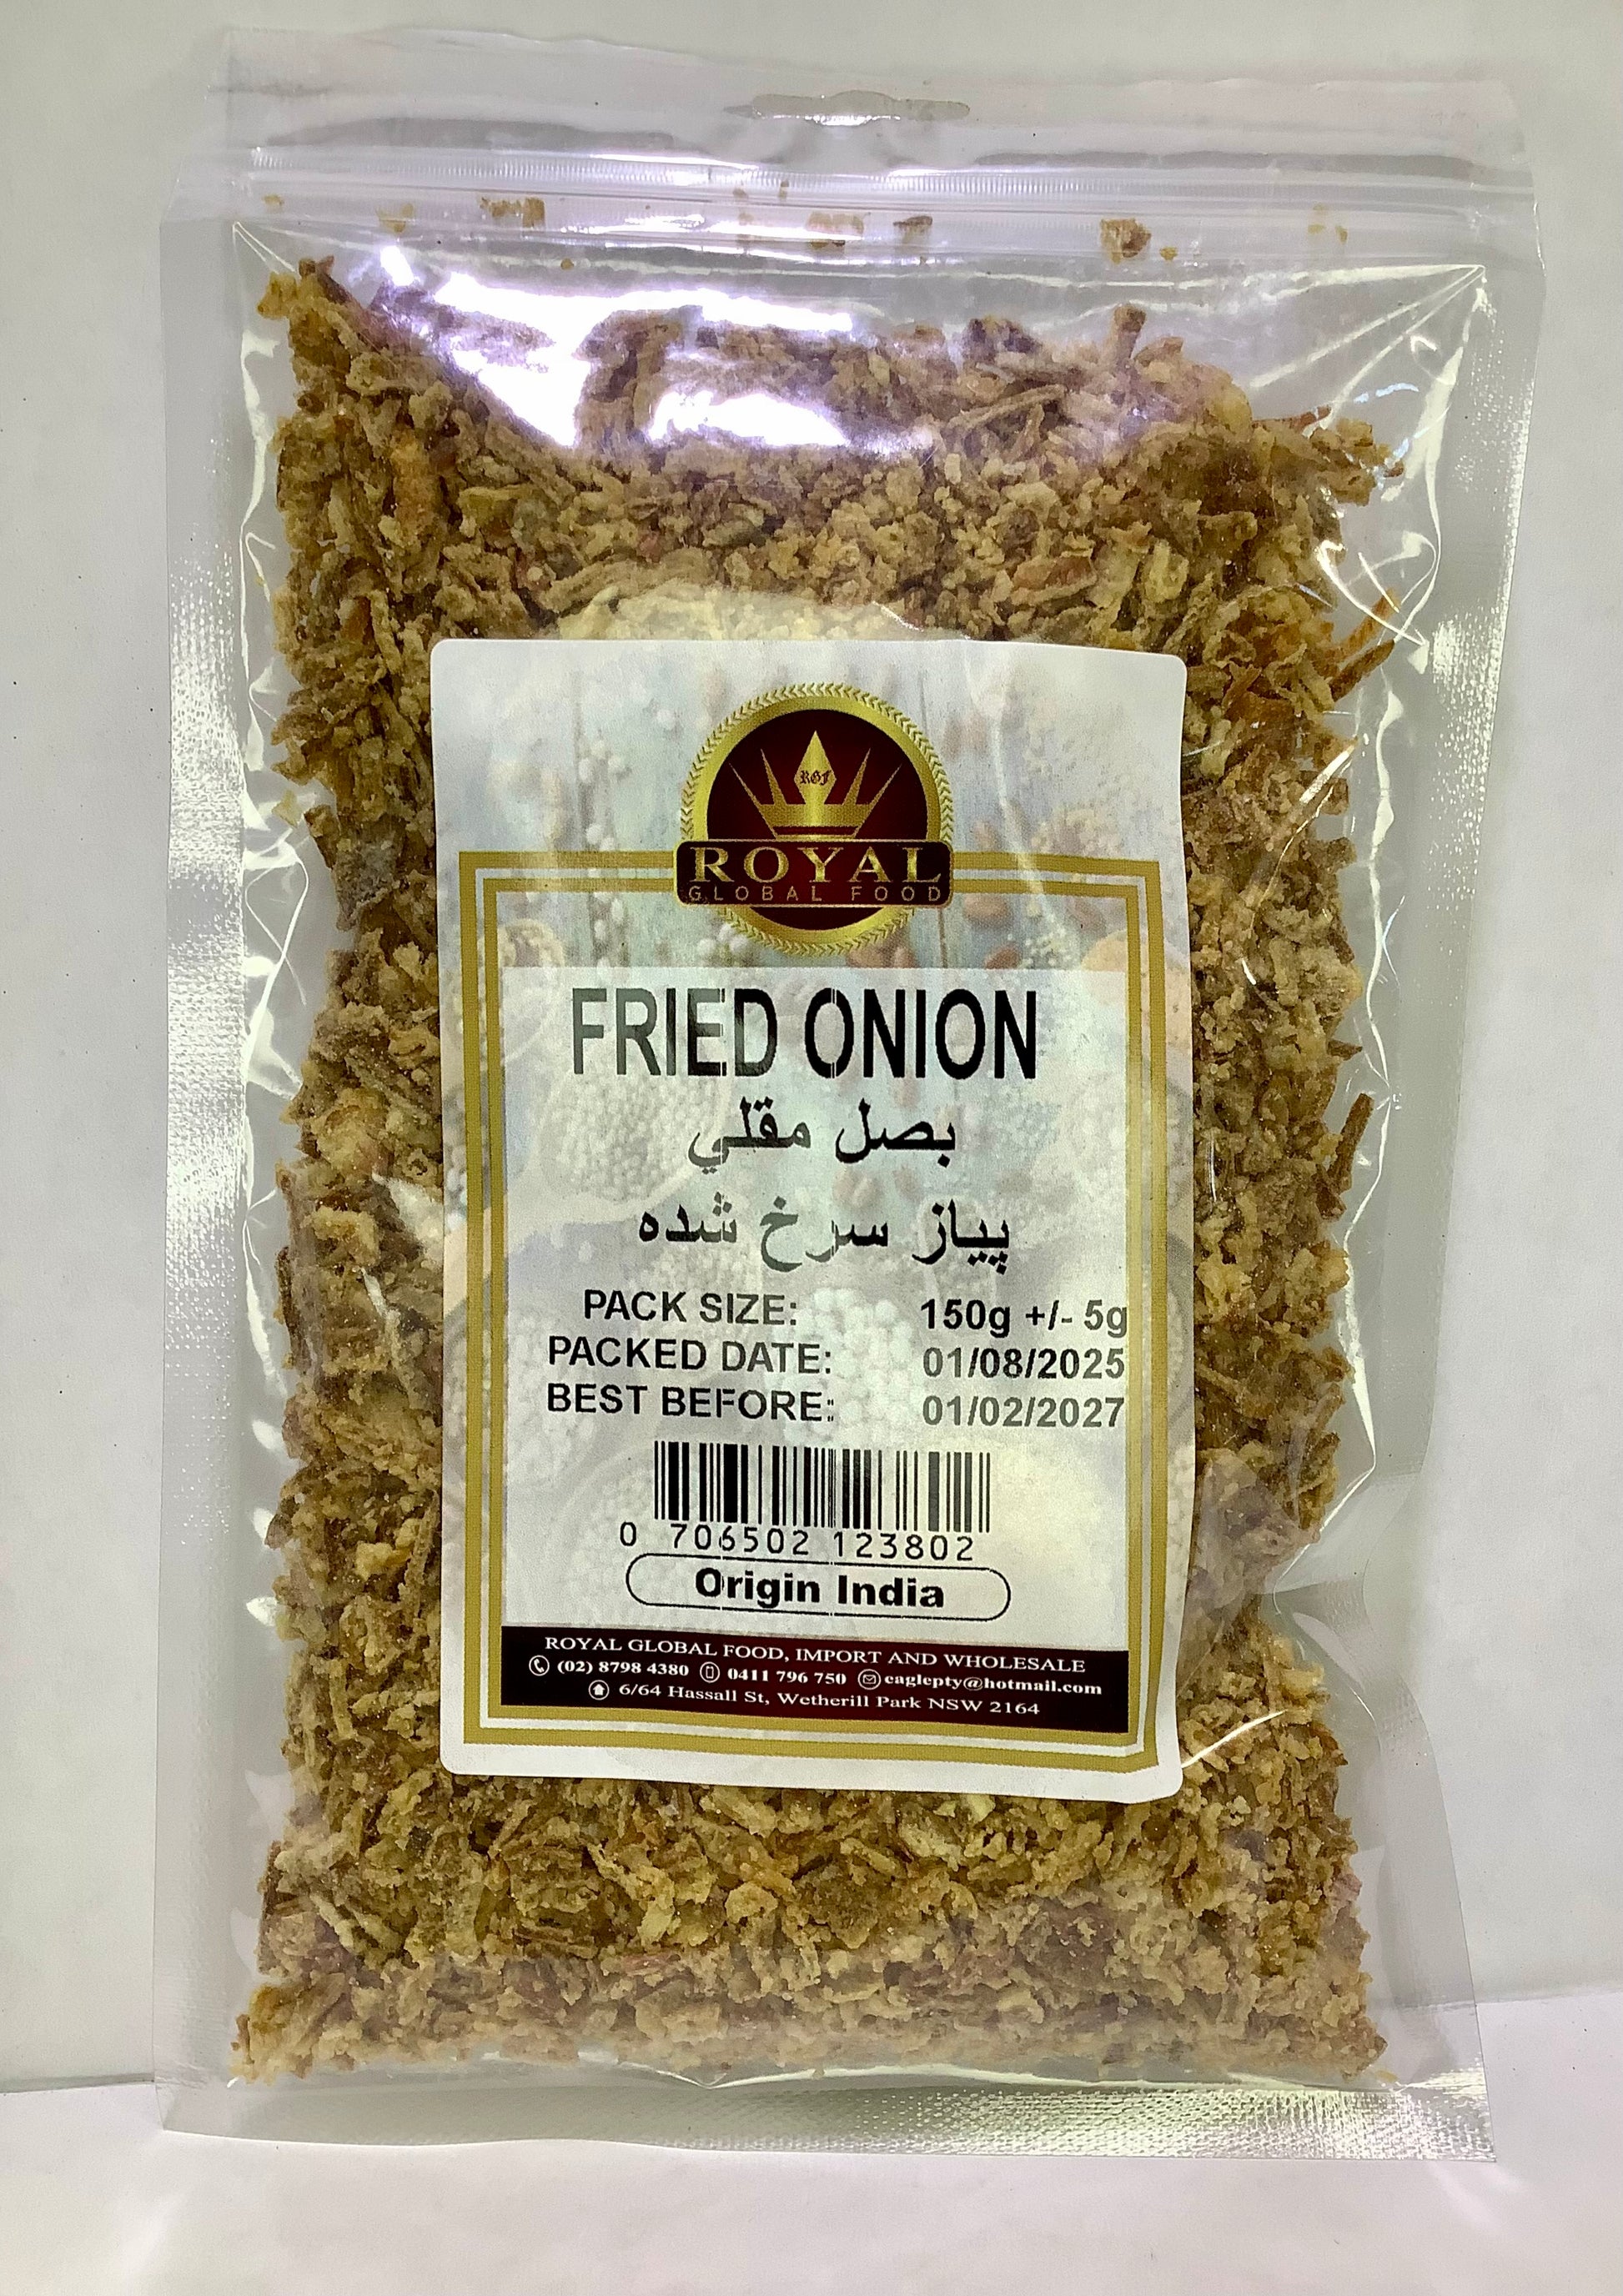 RGF
ROYAL
GLOBAL FOOD
FRIED ONION
بصل مقلي
پیاز سرخ شده
PACK SIZE: 150g +/- 5g
PACKED DATE: 01/08/2025
BEST BEFORE: 01/02/2027
0 706502 123802
Origin India
ROYAL GLOBAL FOOD, IMPORT AND WHOLESALE
(02) 8798 4380 0411 796 750 eaglepty@hotmail.com
6/64 Hassall St, Wetherill Park NSW 2164